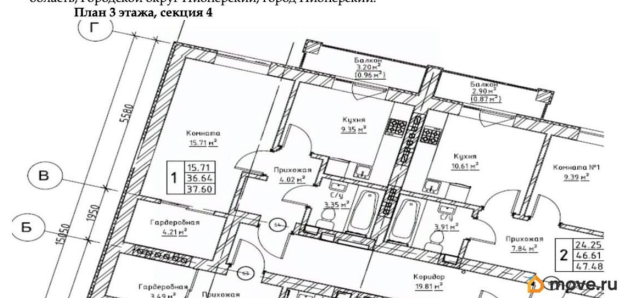 область, Городской округ Пионерский, город Пионерский.
План 3 этажа, секция 4
Г
Балкон
3.20 м²
(0.96 м²)
Балкон
2.90 м²
(0.87 м²)
5580
Комната
15.71 м²
Кухня
9.35 м²
Кухня
10.61 м²
Комната №1
9.39 м²
В
1
15.71
36.64
37.60
Прихожая
4.02 м²
С/у
3.35 м²
С/у
3.91 м²
1950
15050
Б
Гардеробная
4.21 м²
Прихожая
7.84 м²
2
24.25
46.61
47.48
Коридор
19.81 м²
Гардеробная
3.49 м²
Прихожая
move.ru